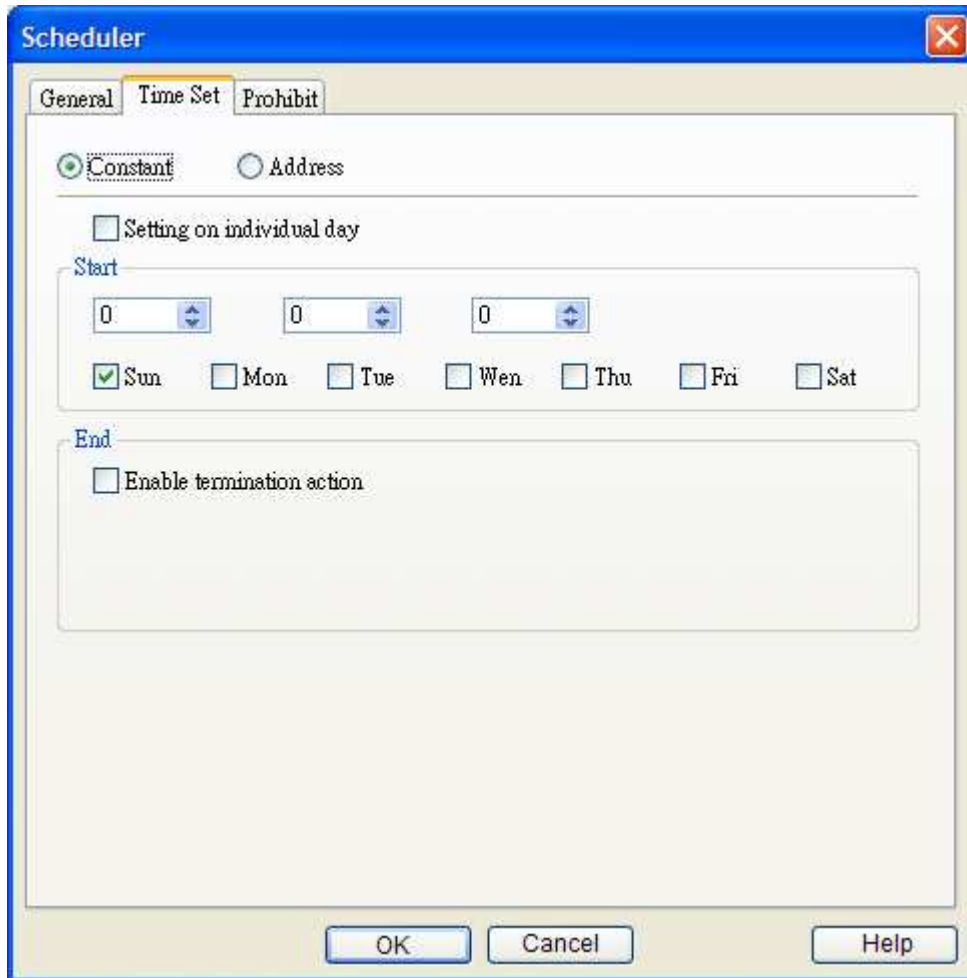 Scheduler
General Time Set Prohibit
Constant Address
Setting on individual day
Start
0 0 0
Sun Mon Tue Wen Thu Fri Sat
End
Enable termination action
OK Cancel Help